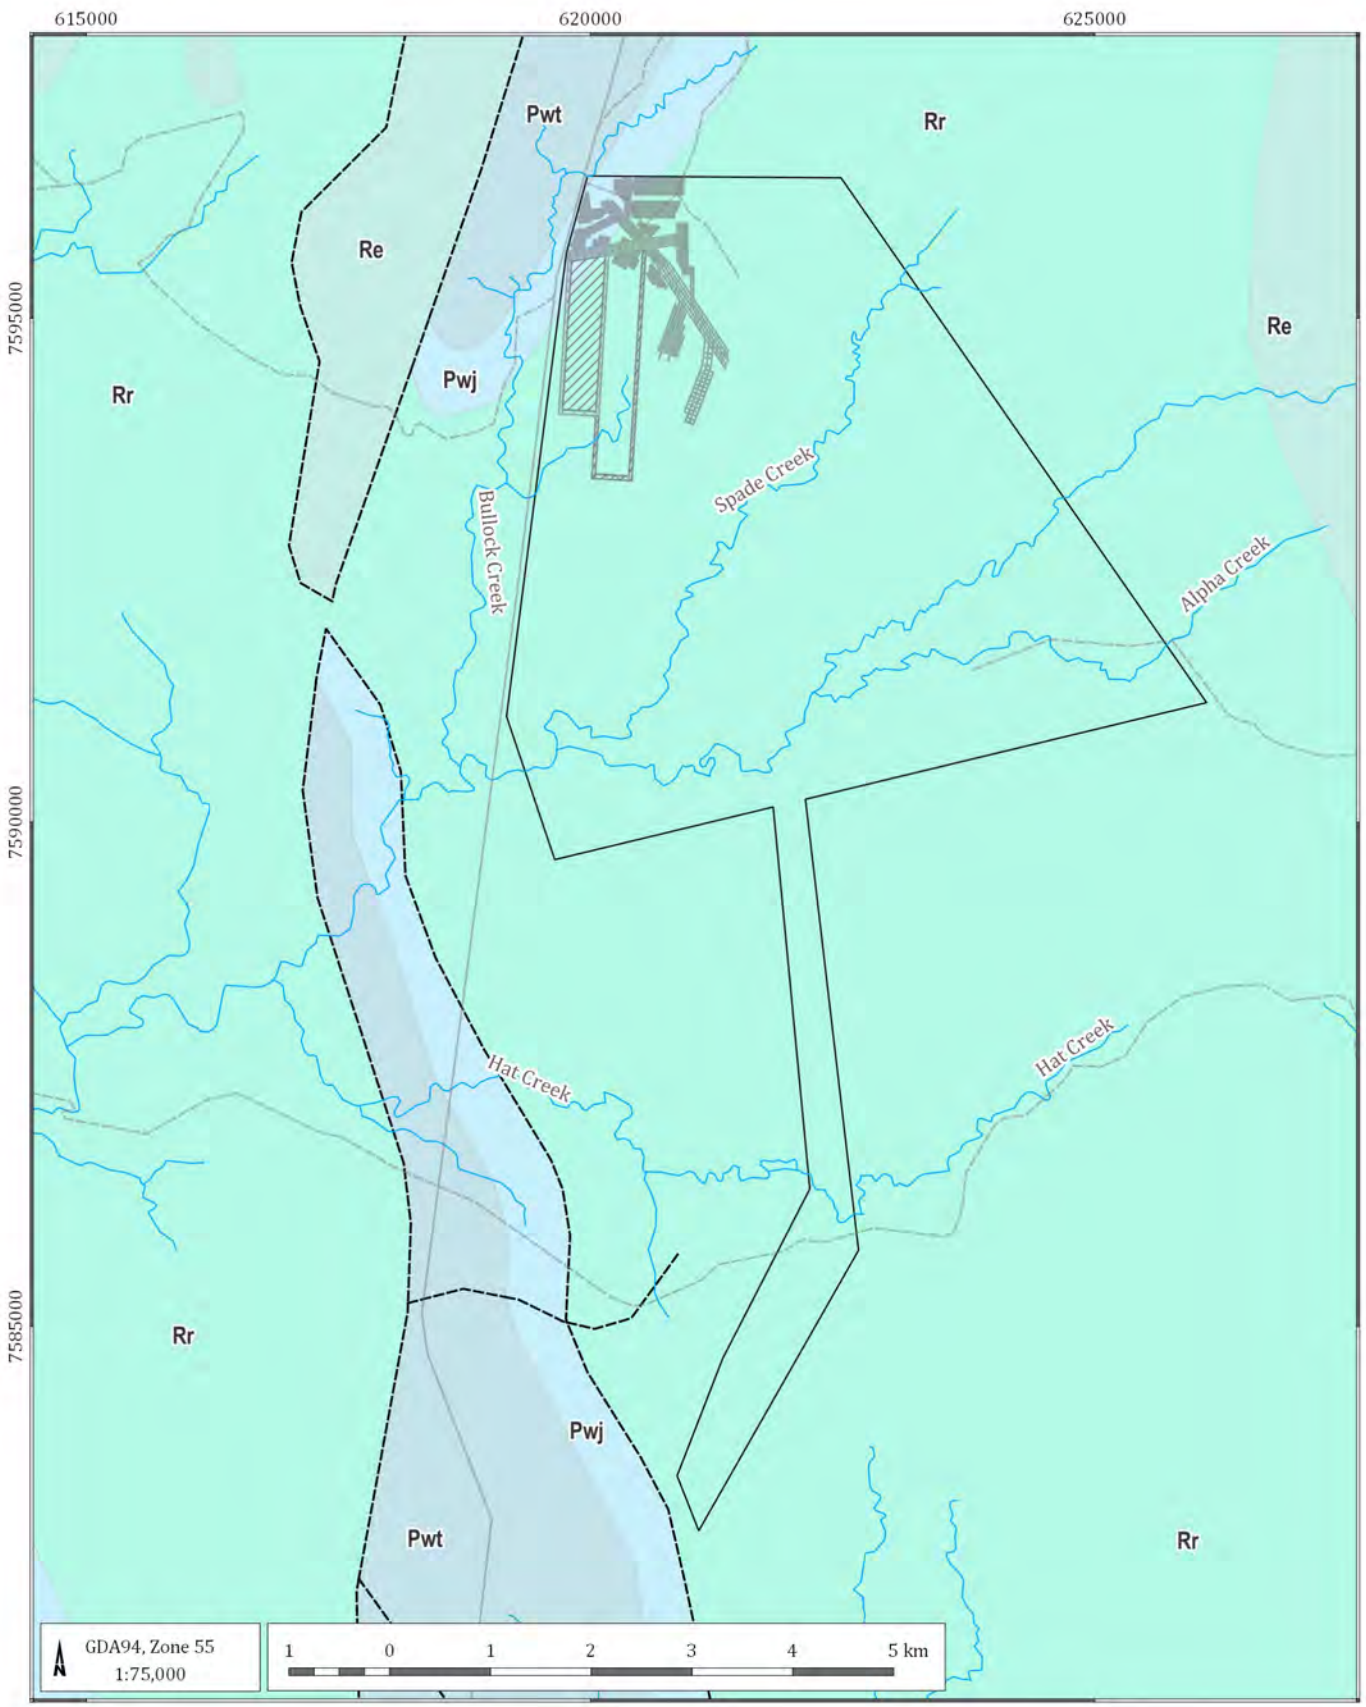 615000
620000
625000
Pwt
Rr
Re
7595000
Re
Pwj
Rr
Spade Creek
Bullock Creek
Alpha Creek
7590000
Hat Creek
Hat Creek
7585000
Rr
Pwj
Pwt
Rr
GDA94, Zone 55
1:75,000
N
1 0 1 2 3 4 5 km